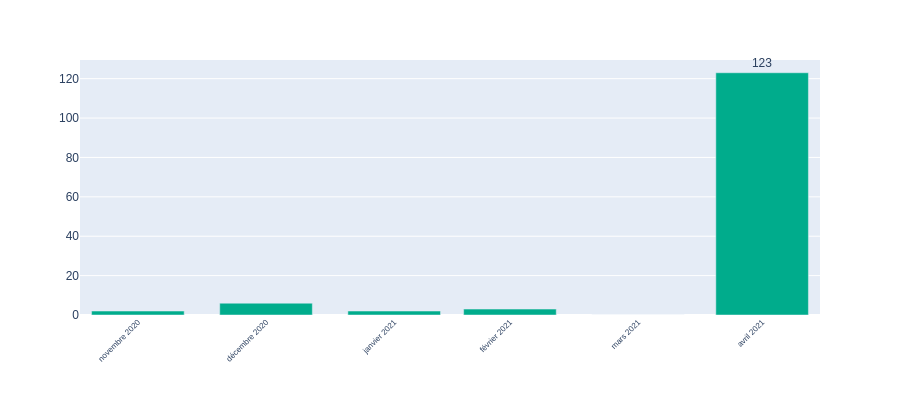 123
120
100
80
60
40
20
0
novembre 2020
décembre 2020
janvier 2021
février 2021
mars 2021
avril 2021